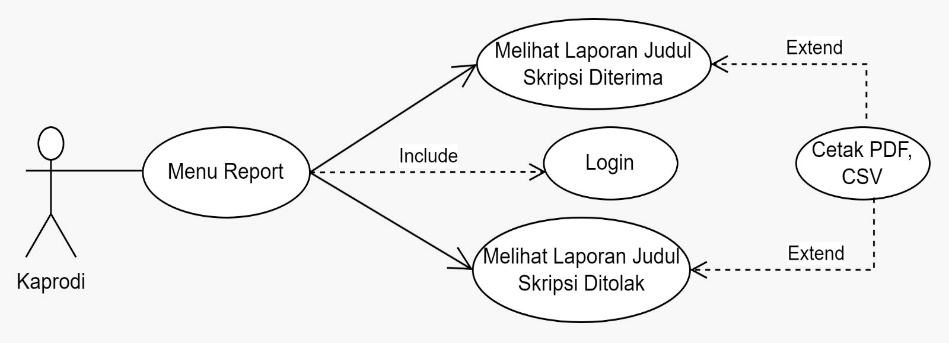 Melihat Laporan Judul
Skripsi Diterima
Extend
Menu Report
Include
Login
Cetak PDF,
CSV
Melihat Laporan Judul
Skripsi Ditolak
Extend
Kaprodi